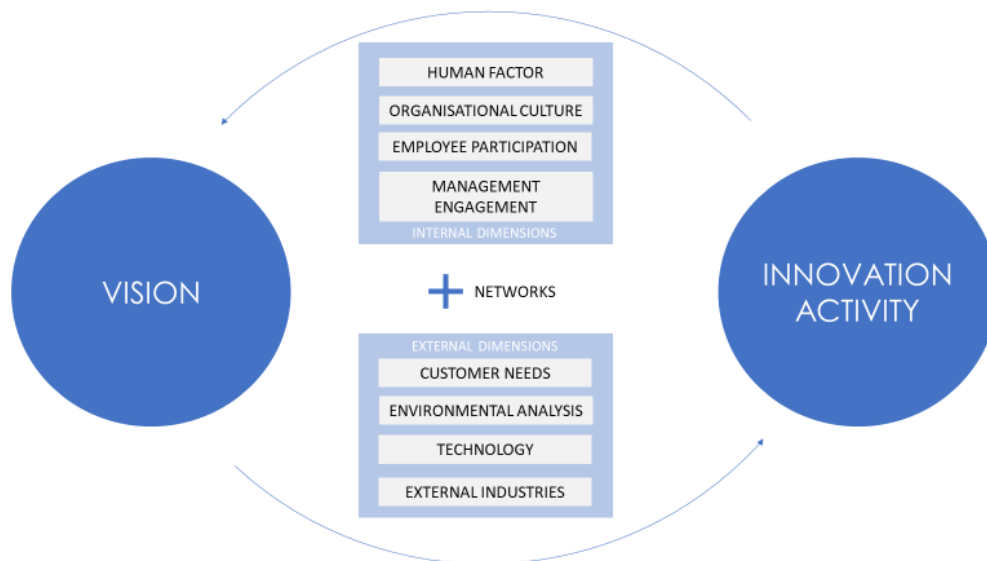 HUMAN FACTOR
ORGANISATIONAL CULTURE
EMPLOYEE PARTICIPATION
MANAGEMENT
ENGAGEMENT
INTERNAL DIMENSIONS
VISION
NETWORKS
INNOVATION
ACTIVITY
EXTERNAL DIMENSIONS
CUSTOMER NEEDS
ENVIRONMENTAL ANALYSIS
TECHNOLOGY
EXTERNAL INDUSTRIES